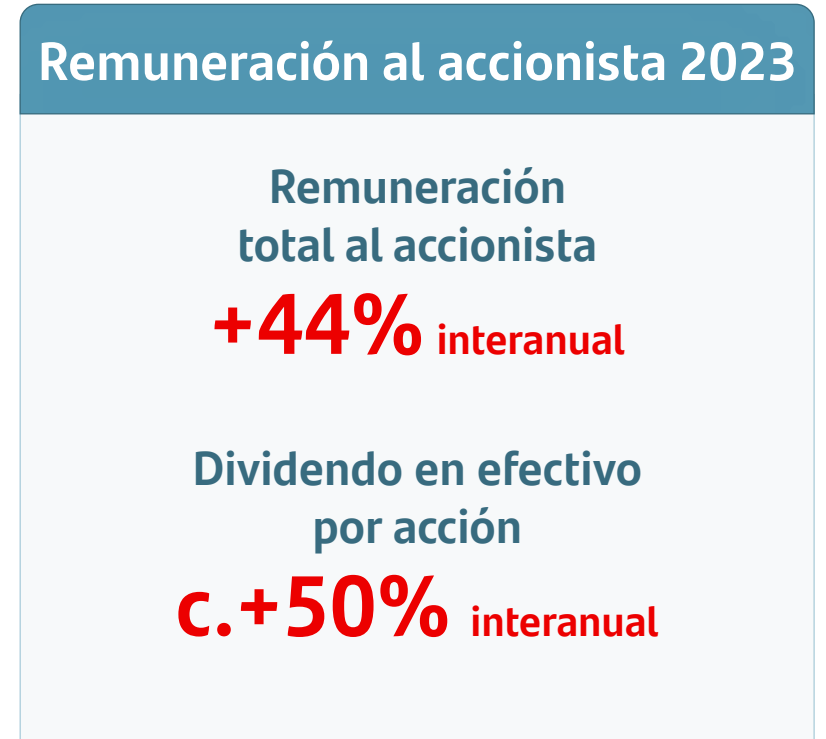 Remuneración al accionista 2023
Remuneración
total al accionista
+44% interanual
Dividendo en efectivo
por acción
c.+50% interanual